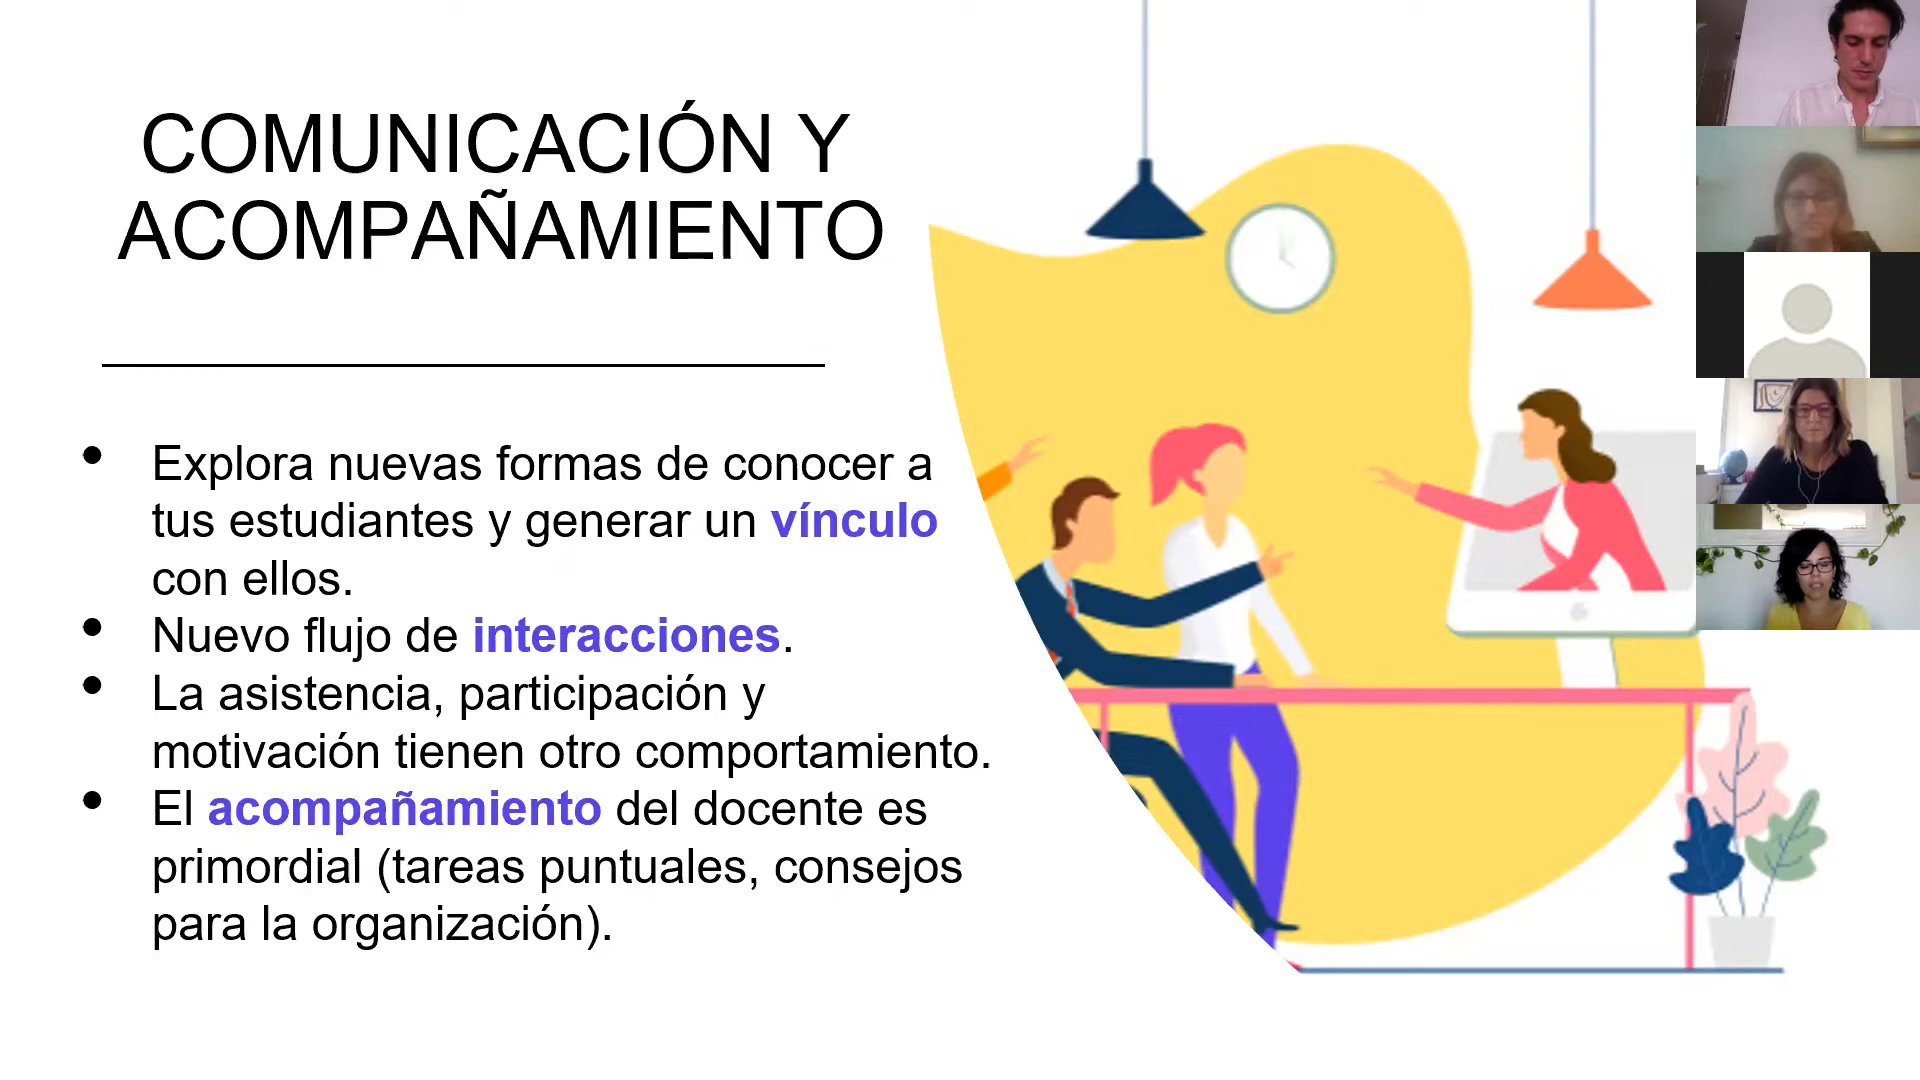 COMUNICACIÓN Y
ACOMPAÑAMIENTO
• Explora nuevas formas de conocer a
tus estudiantes y generar un vínculo
con ellos.
• Nuevo flujo de interacciones.
• La asistencia, participación y
motivación tienen otro comportamiento.
• El acompañamiento del docente es
primordial (tareas puntuales, consejos
para la organización).